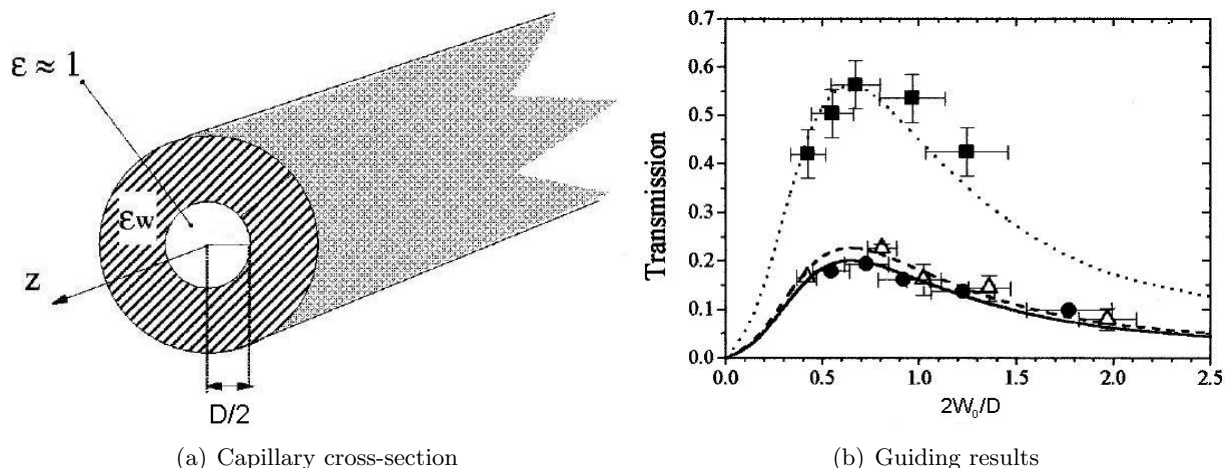 ε ≈ 1
εw
z
D/2
(a) Capillary cross-section
0.7
0.6
0.5
0.4
0.3
0.2
0.1
0.0
Transmission
0.0 0.5 1.0 1.5 2.0 2.5
2W₀/D
(b) Guiding results